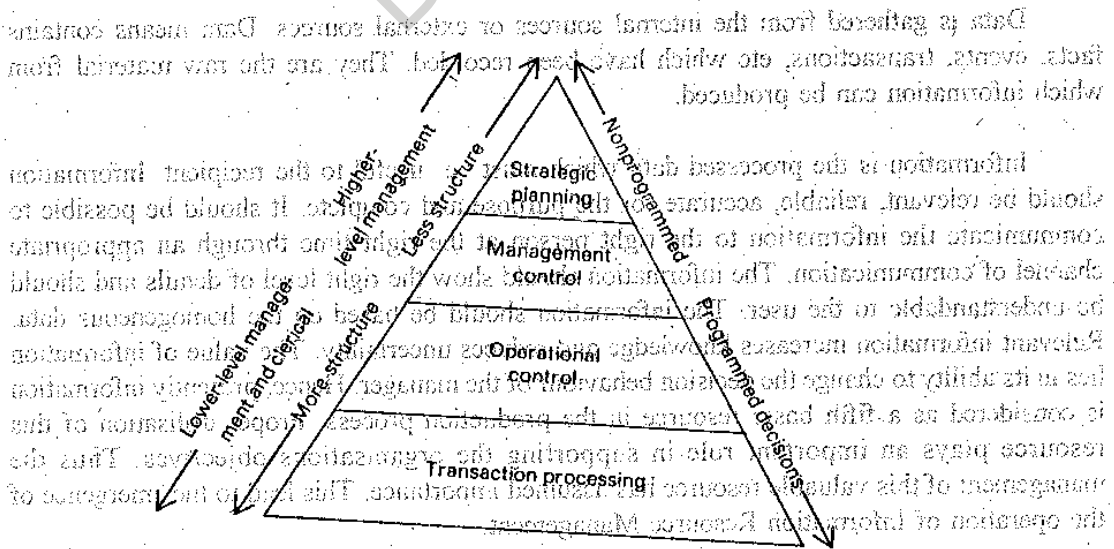 Data is gathered from the internal sources or external sources. Data means contains
facts, events, transactions, etc which have been recorded. They are the raw material from
which information can be produced.
Information is the processed data which must be useful to the recipient. Information
should be relevant, reliable, accurate for the purpose and complete. It should be possible to
communicate the information to the right person at the right time through an appropriate
channel of communication. The information should show the right level of details and should
be understandable to the user. The information should be based on the homogeneous data.
Relevant information increases knowledge and reduces uncertainty. The value of information
lies in its ability to change the decision behaviour of the manager. Hence, presently information
is considered as a fifth basic resource in the production process. Proper utilisation of this
resource plays an important role in supporting the organisations objectives. Thus the
management of this valuable resource has assumed importance. This lead to the emergence of
the operation of Information Resource Management.
Higher-
level management
Less structure
Lower-level manage-
ment and clerical
More-structure
Strategic
planning
Management
control
Operational
control
Transaction processing
Nonprogrammed
Programmed decisions